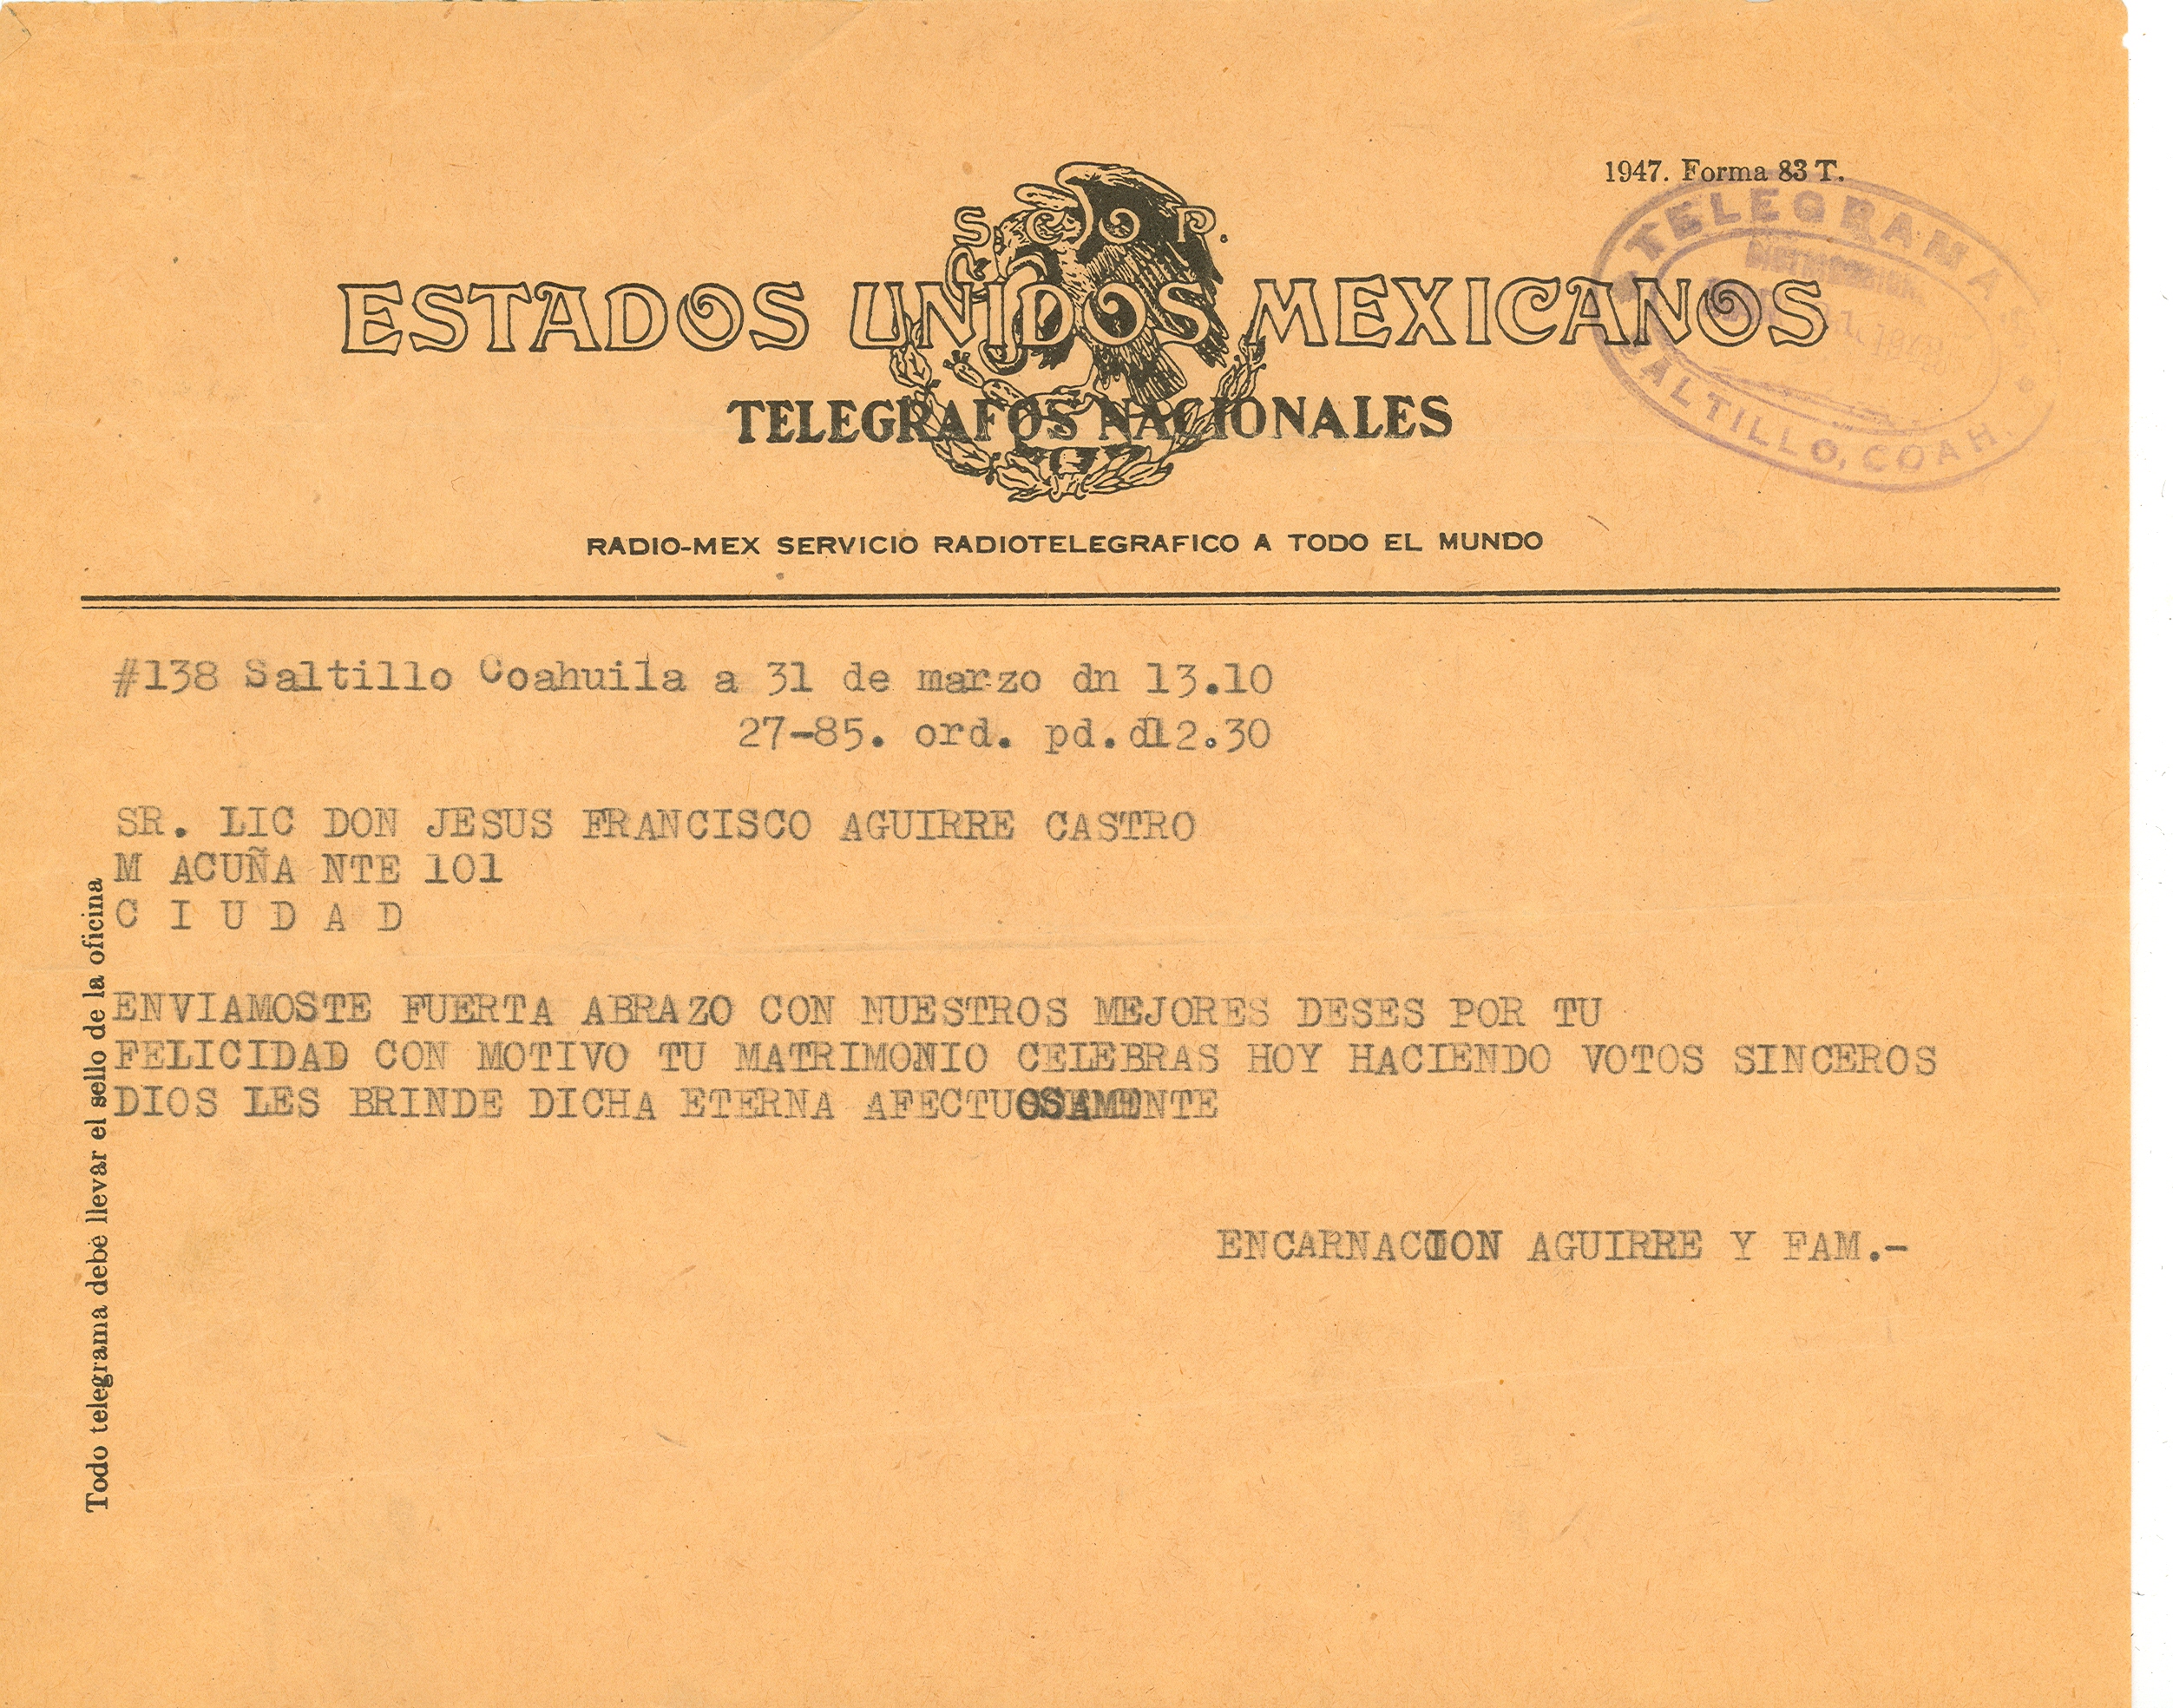 1947. Forma 83 T.
S. C. O. P.
ESTADOS UNIDOS MEXICANOS
TELEGRAFOS NACIONALES
RADIO-MEX SERVICIO RADIOTELEGRAFICO A TODO EL MUNDO
TELEGRAMA
SALTILLO, COAH.
#138 Saltillo Coahuila a 31 de marzo dn 13.10
27-85. ord. pd. d12.30
SR. LIC DON JESUS FRANCISCO AGUIRRE CASTRO
M ACUÑA NTE 101
C I U D A D
ENVIAMOSTE FUERTA ABRAZO CON NUESTROS MEJORES DESES POR TU
FELICIDAD CON MOTIVO TU MATRIMONIO CELEBRAS HOY HACIENDO VOTOS SINCEROS
DIOS LES BRINDE DICHA ETERNA AFECTUOSAMENTE
ENCARNACION AGUIRRE Y FAM.-
Todo telegrama debe llevar el sello de la oficina